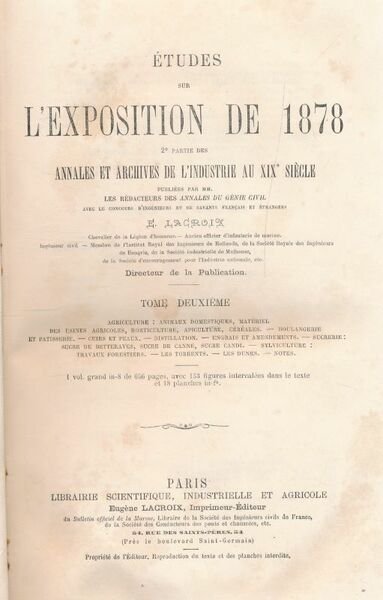 ÉTUDES
SUR
L'EXPOSITION DE 1878
2e PARTIE DES
ANNALES ET ARCHIVES DE L'INDUSTRIE AU XIXe SIÈCLE
PUBLIÉES PAR MM.
LES RÉDACTEURS DES ANNALES DU GÉNIE CIVIL
AVEC LE CONCOURS D'INGÉNIEURS ET DE SAVANTS FRANÇAIS ET ÉTRANGERS
E. LACROIX
Chevalier de la Légion d'honneur. — Ancien officier d'infanterie de marine.
Ingénieur civil — Membre de l'Institut Royal des Ingénieurs de Hollande, de la Société Royale des Ingénieurs
de Hongrie, de la Société industrielle de Mulhouse,
de la Société d'encouragement pour l'industrie nationale, etc.
Directeur de la Publication.
TOME DEUXIÈME
AGRICULTURE : ANIMAUX DOMESTIQUES, MATÉRIEL
DES USINES AGRICOLES, HORTICULTURE, APICULTURE, CÉRÉALES. — BOULANGERIE
ET PATISSERIE. — CUIRS ET PEAUX. — DISTILLATION. — ENGRAIS ET AMENDEMENTS. — SUCRERIE :
SUCRE DE BETTERAVES, SUCRE DE CANNE, SUCRE CANDI. — SYLVICULTURE :
TRAVAUX FORESTIERS. — LES TORRENTS. — LES DUNES. — NOTES.
1 vol. grand in-8 de 656 pages, avec 153 figures intercalées dans le texte
et 18 planches in-fo.
PARIS
LIBRAIRIE SCIENTIFIQUE, INDUSTRIELLE ET AGRICOLE
Eugène LACROIX, Imprimeur-Éditeur
du Bulletin officiel de la Marine, Libraire de la Société des Ingénieurs civils de France,
de la Société des Conducteurs des ponts et chaussées, etc.
54, RUE DES SAINTS-PÈRES, 54
(Près le boulevard Saint-Germain)
Propriété de l'Éditeur. Reproduction du texte et des planches interdite.